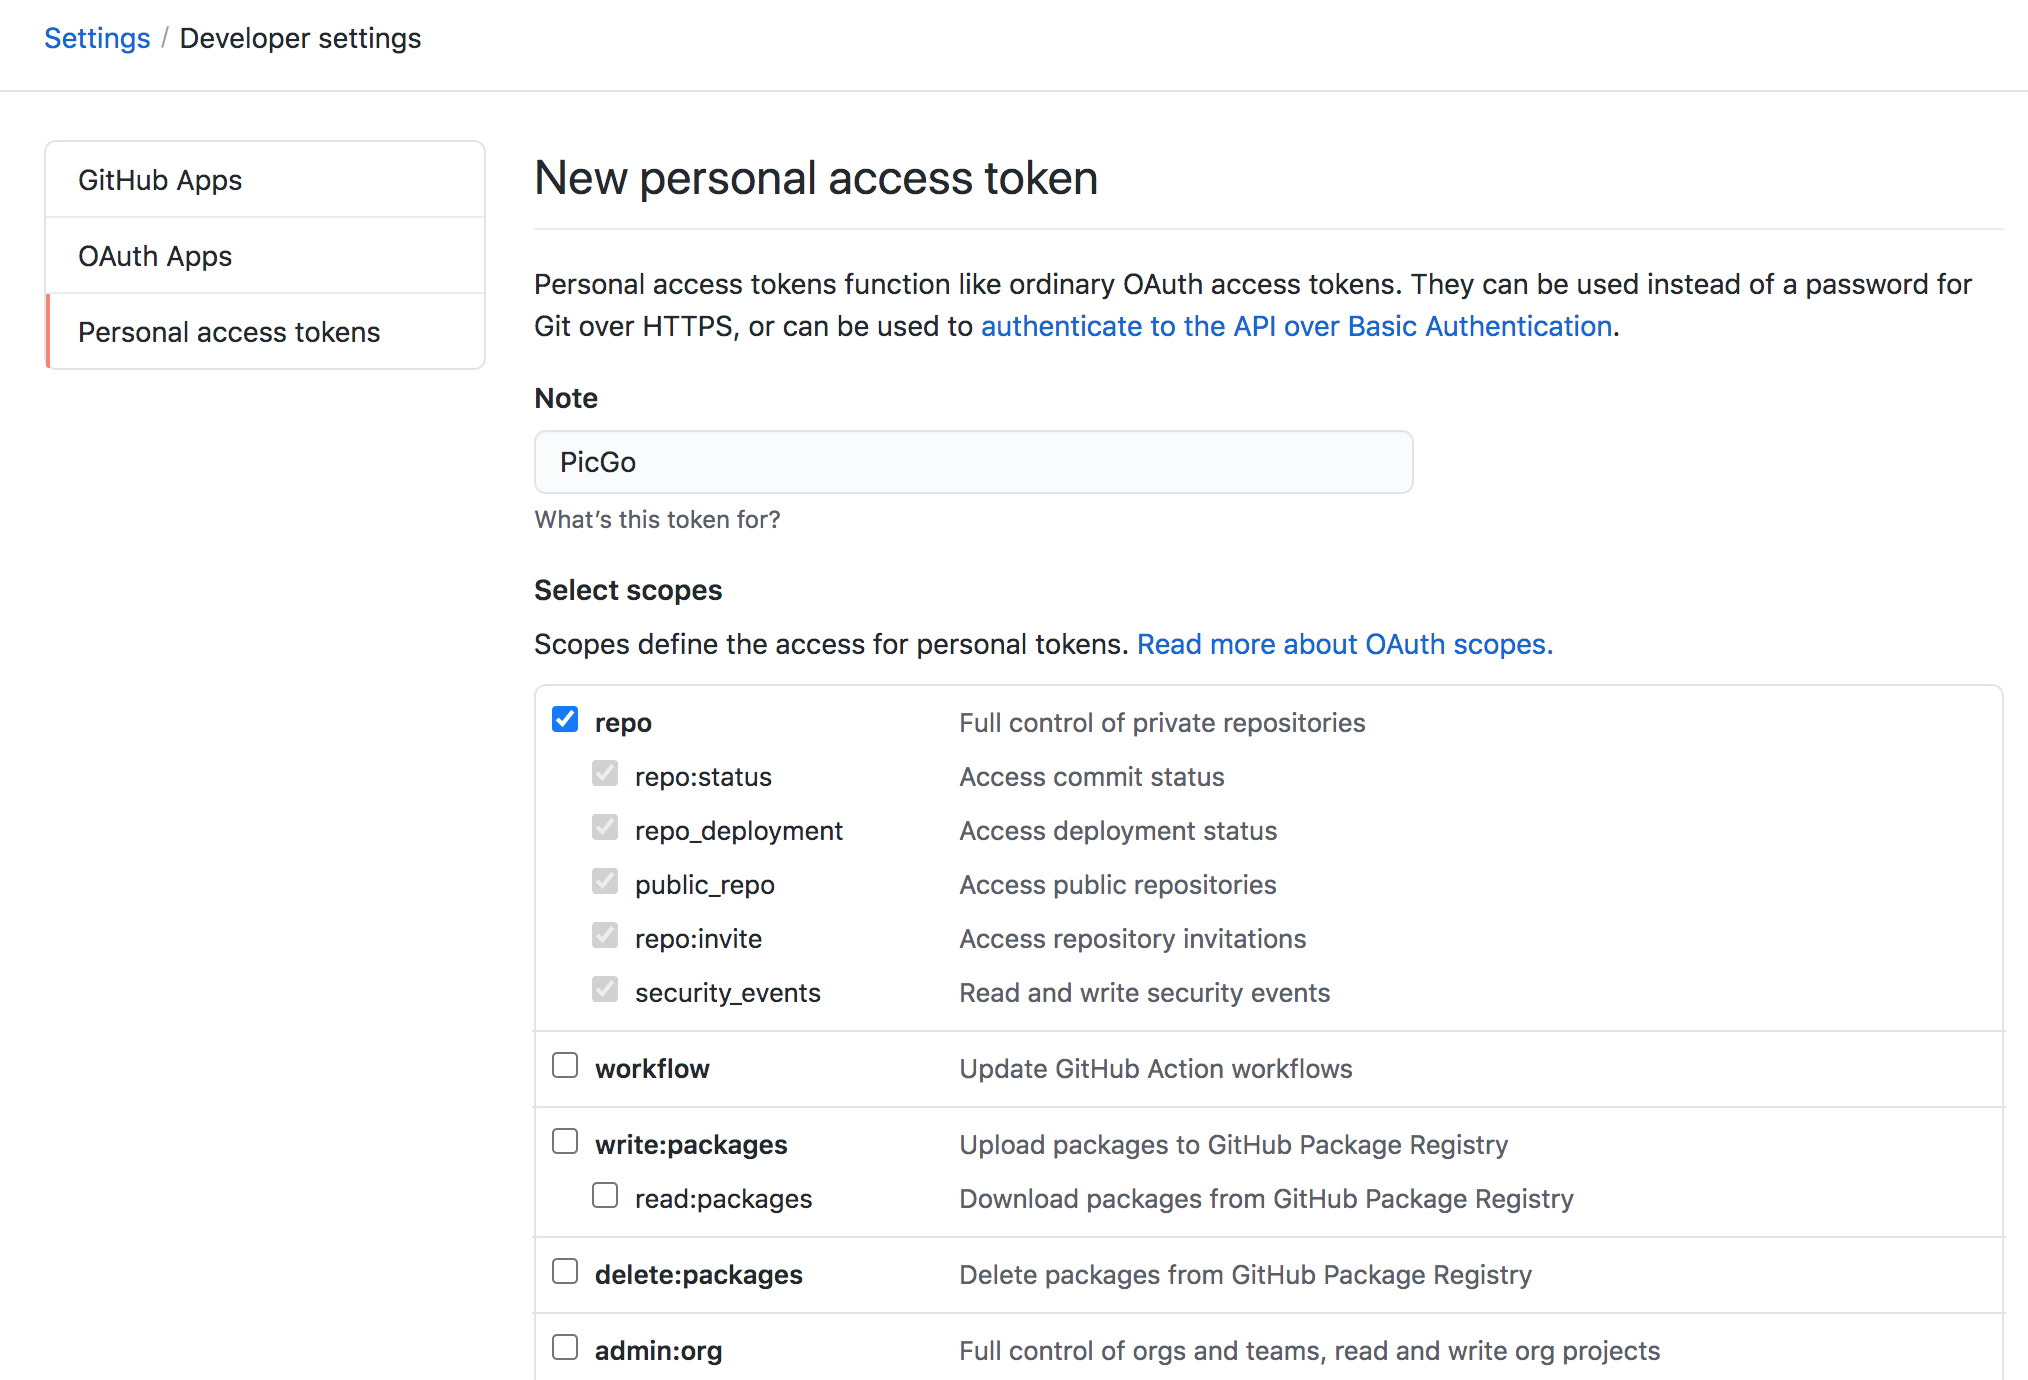 Settings / Developer settings
GitHub Apps
OAuth Apps
Personal access tokens
New personal access token
Personal access tokens function like ordinary OAuth access tokens. They can be used instead of a password for
Git over HTTPS, or can be used to authenticate to the API over Basic Authentication.
Note
PicGo
What’s this token for?
Select scopes
Scopes define the access for personal tokens. Read more about OAuth scopes.
repo Full control of private repositories
repo:status Access commit status
repo_deployment Access deployment status
public_repo Access public repositories
repo:invite Access repository invitations
security_events Read and write security events
workflow Update GitHub Action workflows
write:packages Upload packages to GitHub Package Registry
read:packages Download packages from GitHub Package Registry
delete:packages Delete packages from GitHub Package Registry
admin:org Full control of orgs and teams, read and write org projects